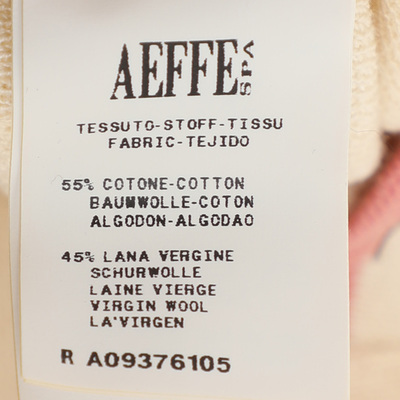 AEFFE SPA
TESSUTO-STOFF-TISSU
FABRIC-TEJIDO
55% COTONE-COTTON
BAUMWOLLE-COTON
ALGODON-ALGODAO
45% LANA VERGINE
SCHURWOLLE
LAINE VIERGE
VIRGIN WOOL
LA'VIRGEN
R A09376105